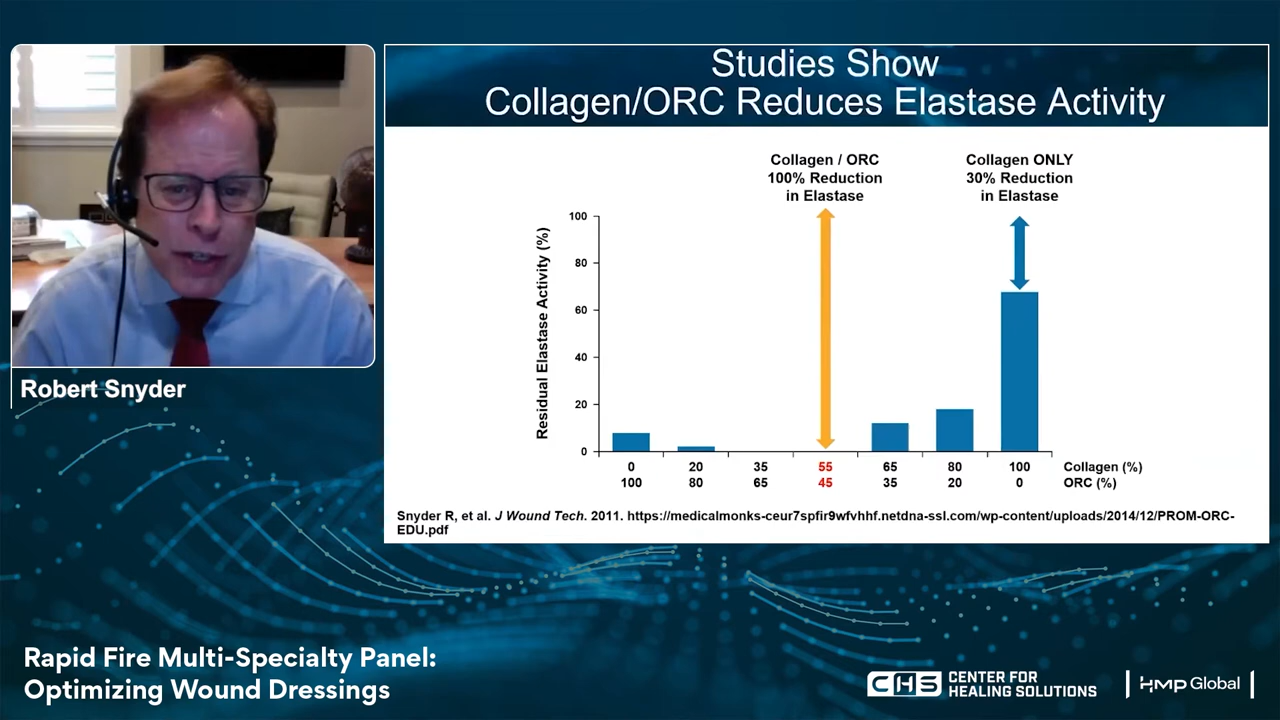 Studies Show
Collagen/ORC Reduces Elastase Activity
Collagen / ORC
100% Reduction
in Elastase
Collagen ONLY
30% Reduction
in Elastase
Residual Elastase Activity (%)
100
80
60
40
20
0
0 20 35 55 65 80 100 Collagen (%)
100 80 65 45 35 20 0 ORC (%)
Snyder R, et al. J Wound Tech. 2011. https://medicalmonks-ceur7spfir9wfvhhf.netdna-ssl.com/wp-content/uploads/2014/12/PROM-ORC-
EDU.pdf
Robert Snyder
Rapid Fire Multi-Specialty Panel:
Optimizing Wound Dressings
CHS CENTER FOR
HEALING SOLUTIONS
HMP Global